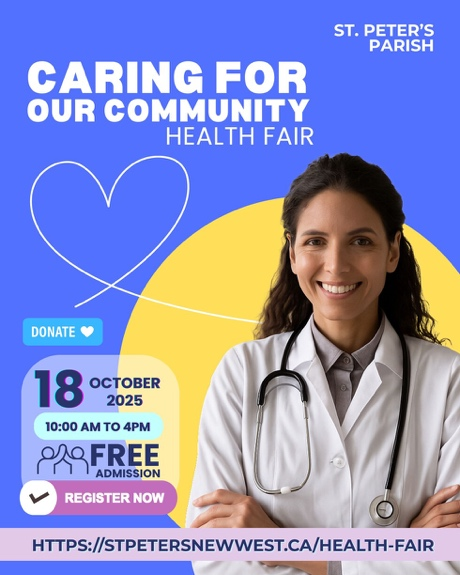 ST. PETER'S
PARISH
CARING FOR
OUR COMMUNITY
HEALTH FAIR
DONATE
18 OCTOBER
2025
10:00 AM TO 4PM
FREE
ADMISSION
REGISTER NOW
HTTPS://STPETERSNEWWEST.CA/HEALTH-FAIR